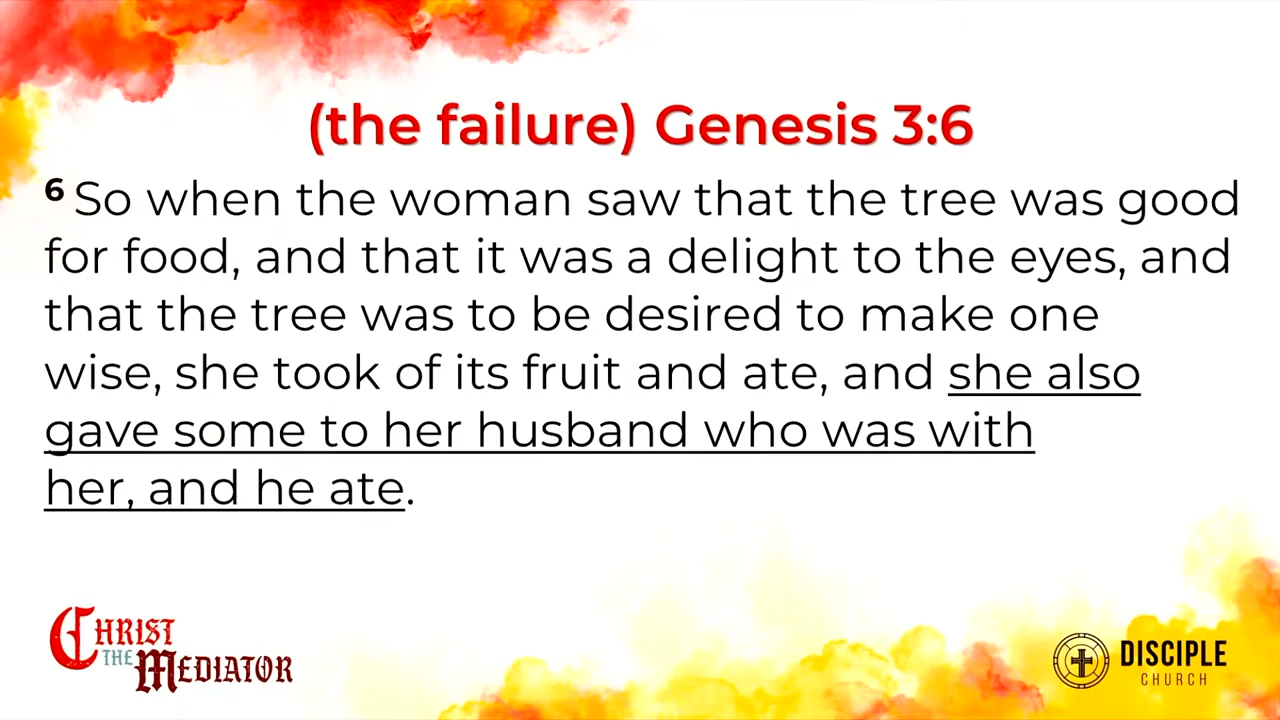 (the failure) Genesis 3:6
6 So when the woman saw that the tree was good
for food, and that it was a delight to the eyes, and
that the tree was to be desired to make one
wise, she took of its fruit and ate, and she also
gave some to her husband who was with
her, and he ate.
CHRIST
THE MEDIATOR
DISCIPLE
CHURCH